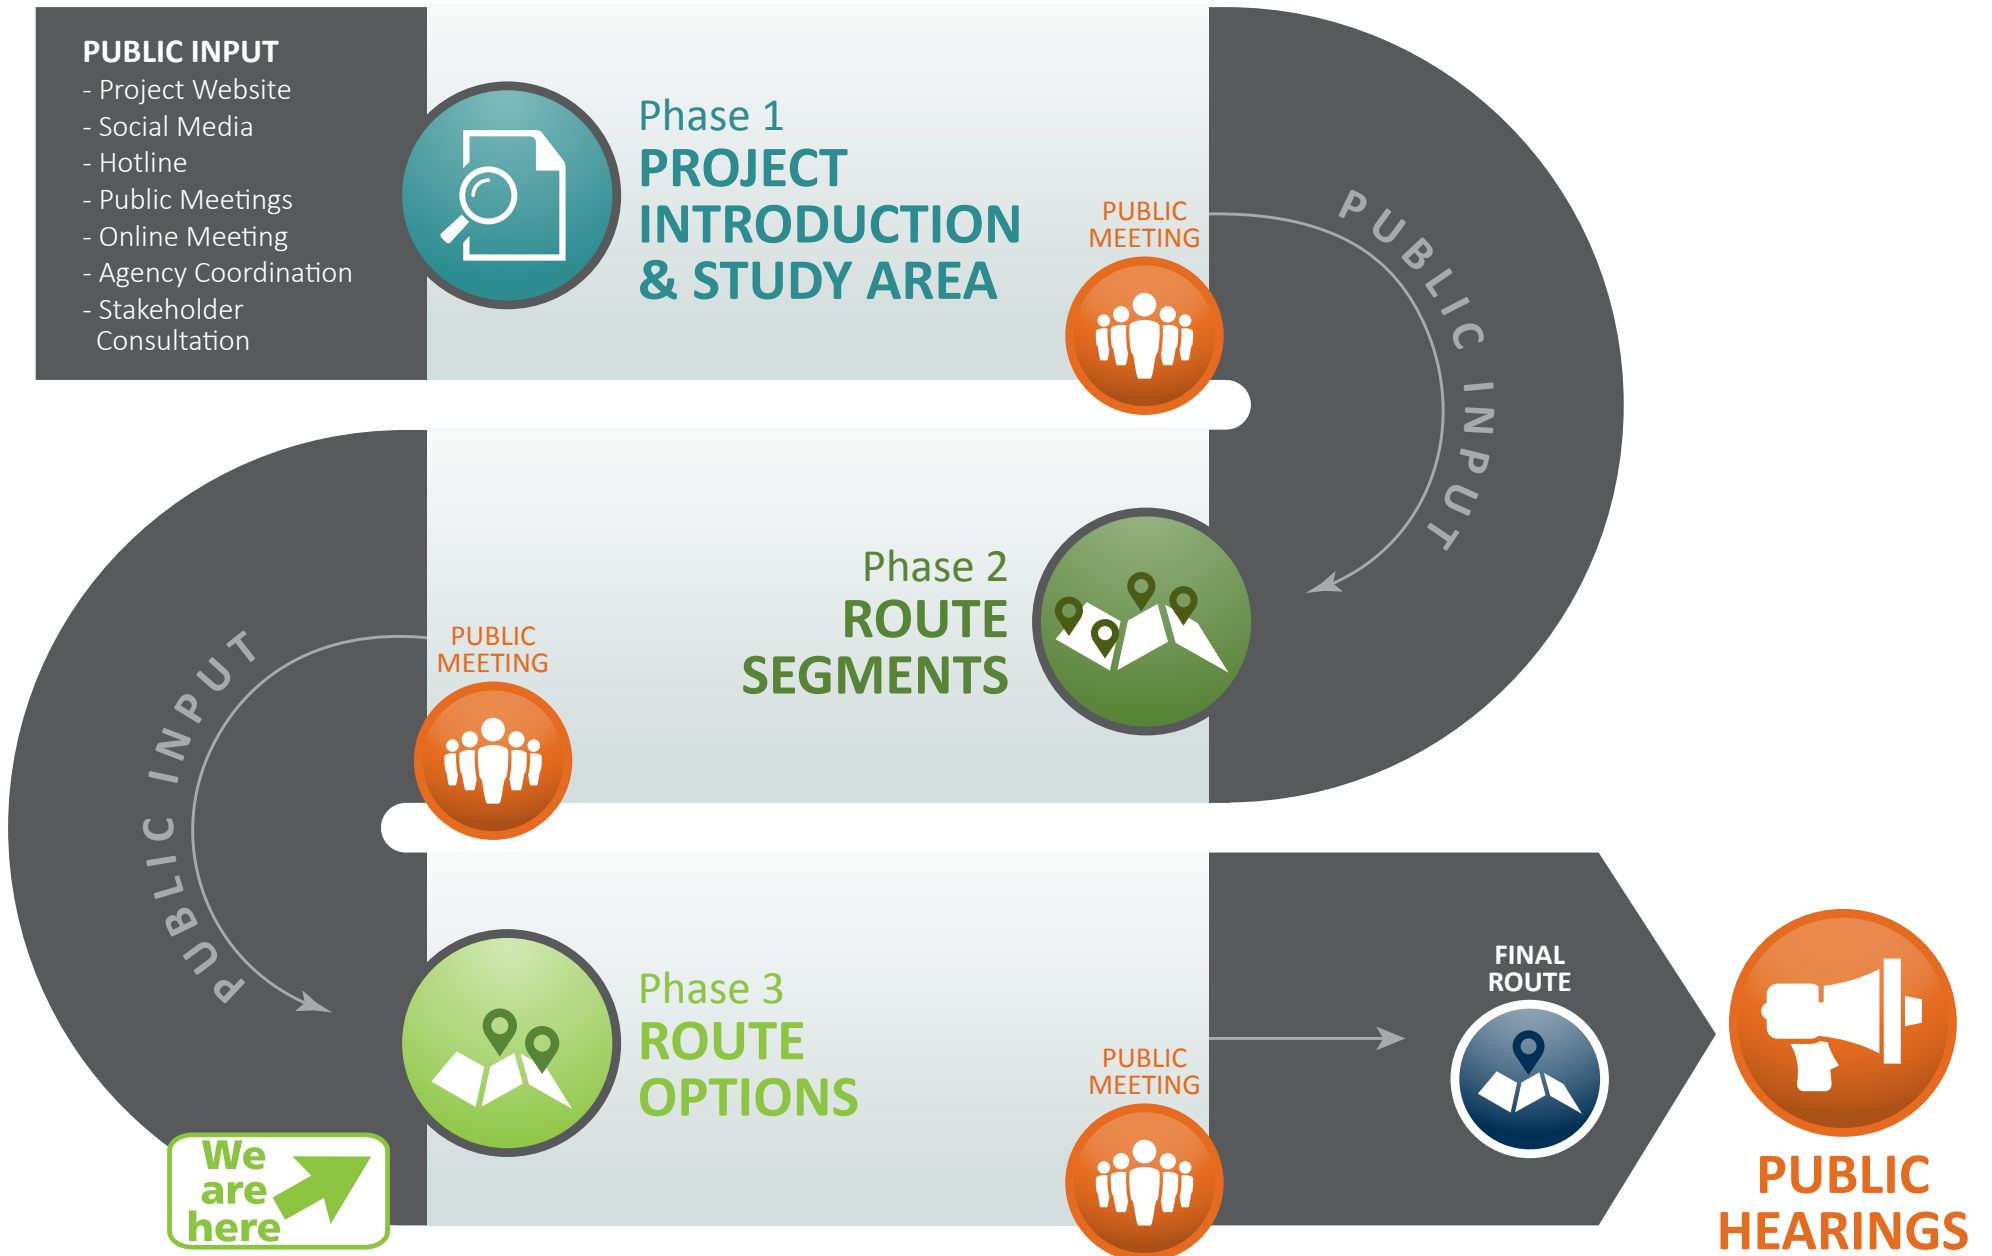 PUBLIC INPUT
- Project Website
- Social Media
- Hotline
- Public Meetings
- Online Meeting
- Agency Coordination
- Stakeholder
Consultation
Phase 1
PROJECT
INTRODUCTION
& STUDY AREA
PUBLIC
MEETING
PUBLIC INPUT
Phase 2
ROUTE
SEGMENTS
PUBLIC
MEETING
PUBLIC INPUT
Phase 3
ROUTE
OPTIONS
We
are
here
PUBLIC
MEETING
FINAL
ROUTE
PUBLIC
HEARINGS